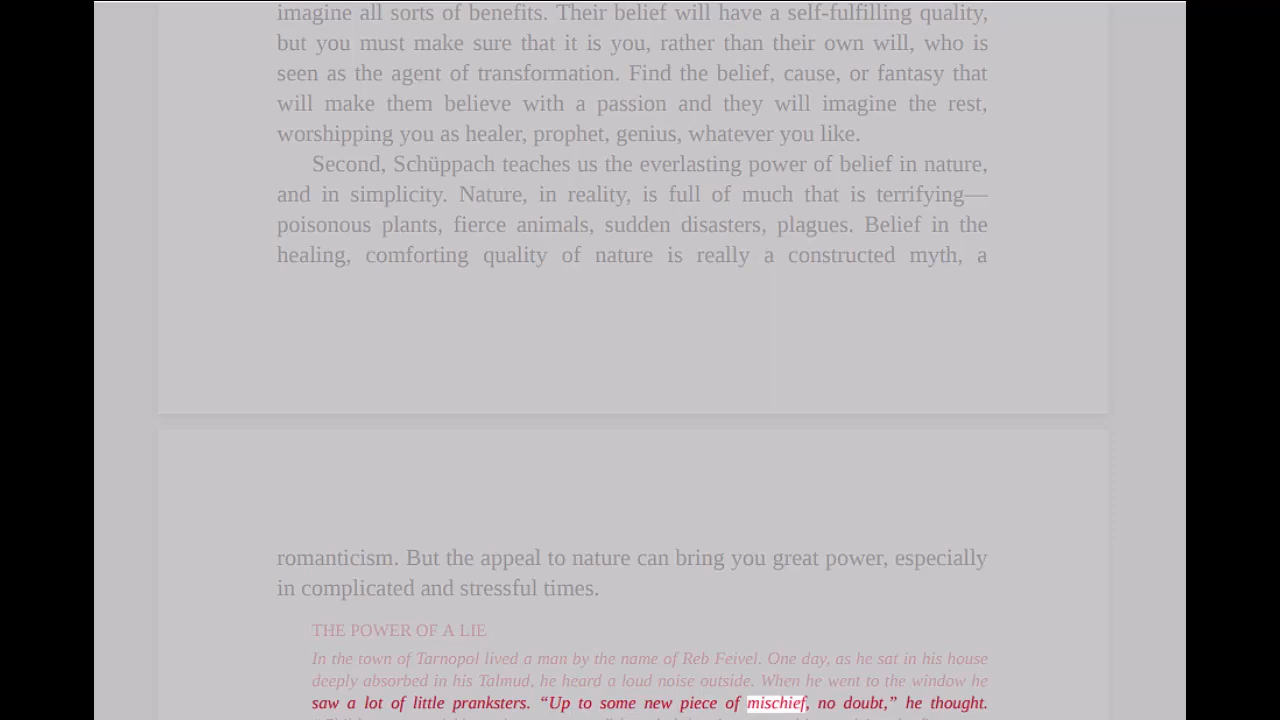 imagine all sorts of benefits. Their belief will have a self-fulfilling quality,
but you must make sure that it is you, rather than their own will, who is
seen as the agent of transformation. Find the belief, cause, or fantasy that
will make them believe with a passion and they will imagine the rest,
worshipping you as healer, prophet, genius, whatever you like.
Second, Schüppach teaches us the everlasting power of belief in nature,
and in simplicity. Nature, in reality, is full of much that is terrifying—
poisonous plants, fierce animals, sudden disasters, plagues. Belief in the
healing, comforting quality of nature is really a constructed myth, a
romanticism. But the appeal to nature can bring you great power, especially
in complicated and stressful times.
THE POWER OF A LIE
In the town of Tarnopol lived a man by the name of Reb Feivel. One day, as he sat in his house
deeply absorbed in his Talmud, he heard a loud noise outside. When he went to the window he
saw a lot of little pranksters. “Up to some new piece of mischief, no doubt,” he thought.